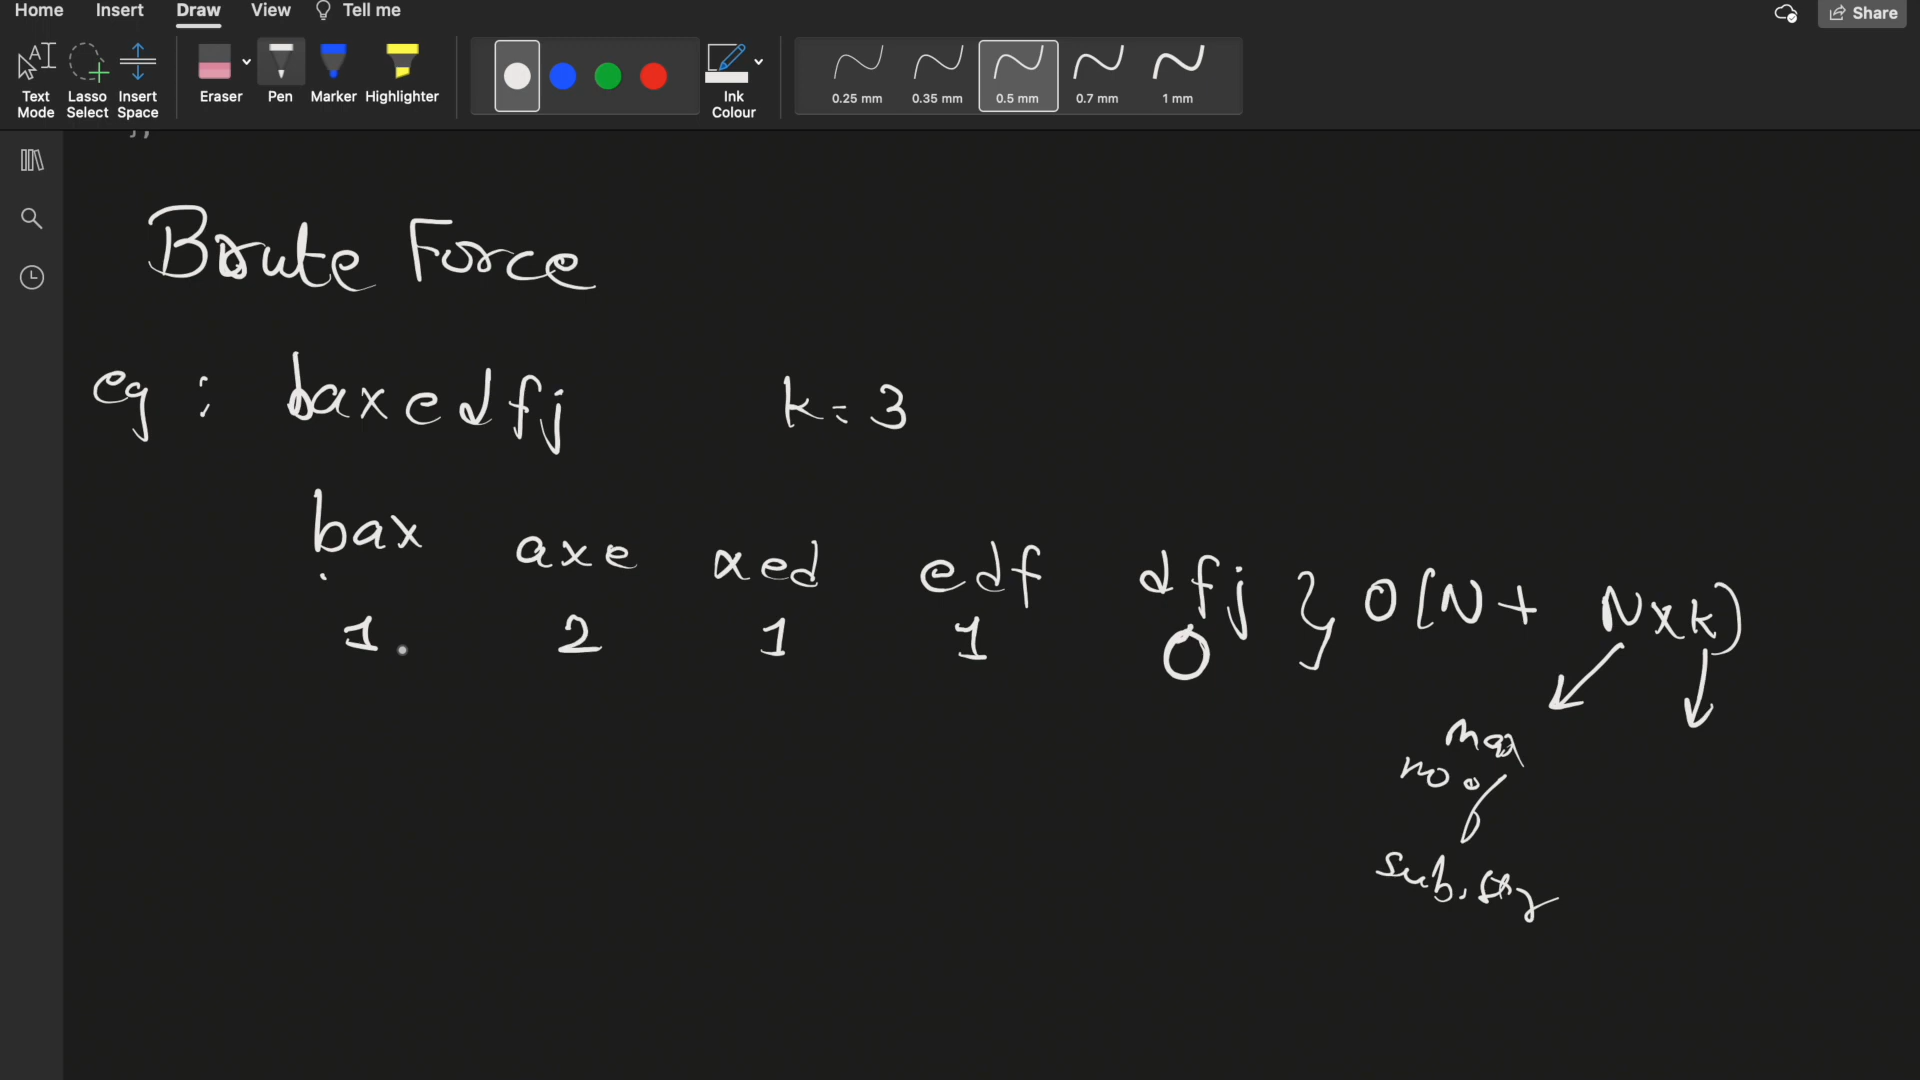 Home Insert Draw View Tell me Share
Text Mode Lasso Select Insert Space Eraser Pen Marker Highlighter Ink Colour 0.25 mm 0.35 mm 0.5 mm 0.7 mm 1 mm
Brute Force
eg : baxedfj k = 3
bax axe xed edf dfj } O(N + N x k)
1 2 1 1 0
max
no of
sub.str